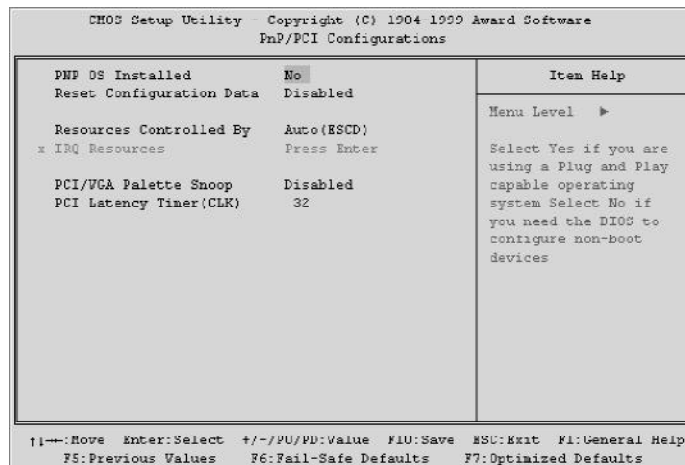 CMOS Setup Utility - Copyright (C) 1984-1999 Award Software
PnP/PCI Configurations
PNP OS Installed No
Reset Configuration Data Disabled
Resources Controlled By Auto(ESCD)
x IRQ Resources Press Enter
PCI/VGA Palette Snoop Disabled
PCI Latency Timer(CLK) 32
Item Help
Menu Level ▶
Select Yes if you are
using a Plug and Play
capable operating
system Select No if
you need the BIOS to
configure non-boot
devices
↑↓→←:Move Enter:Select +/-/PU/PD:Value F10:Save ESC:Exit F1:General Help
F5:Previous Values F6:Fail-Safe Defaults F7:Optimized Defaults